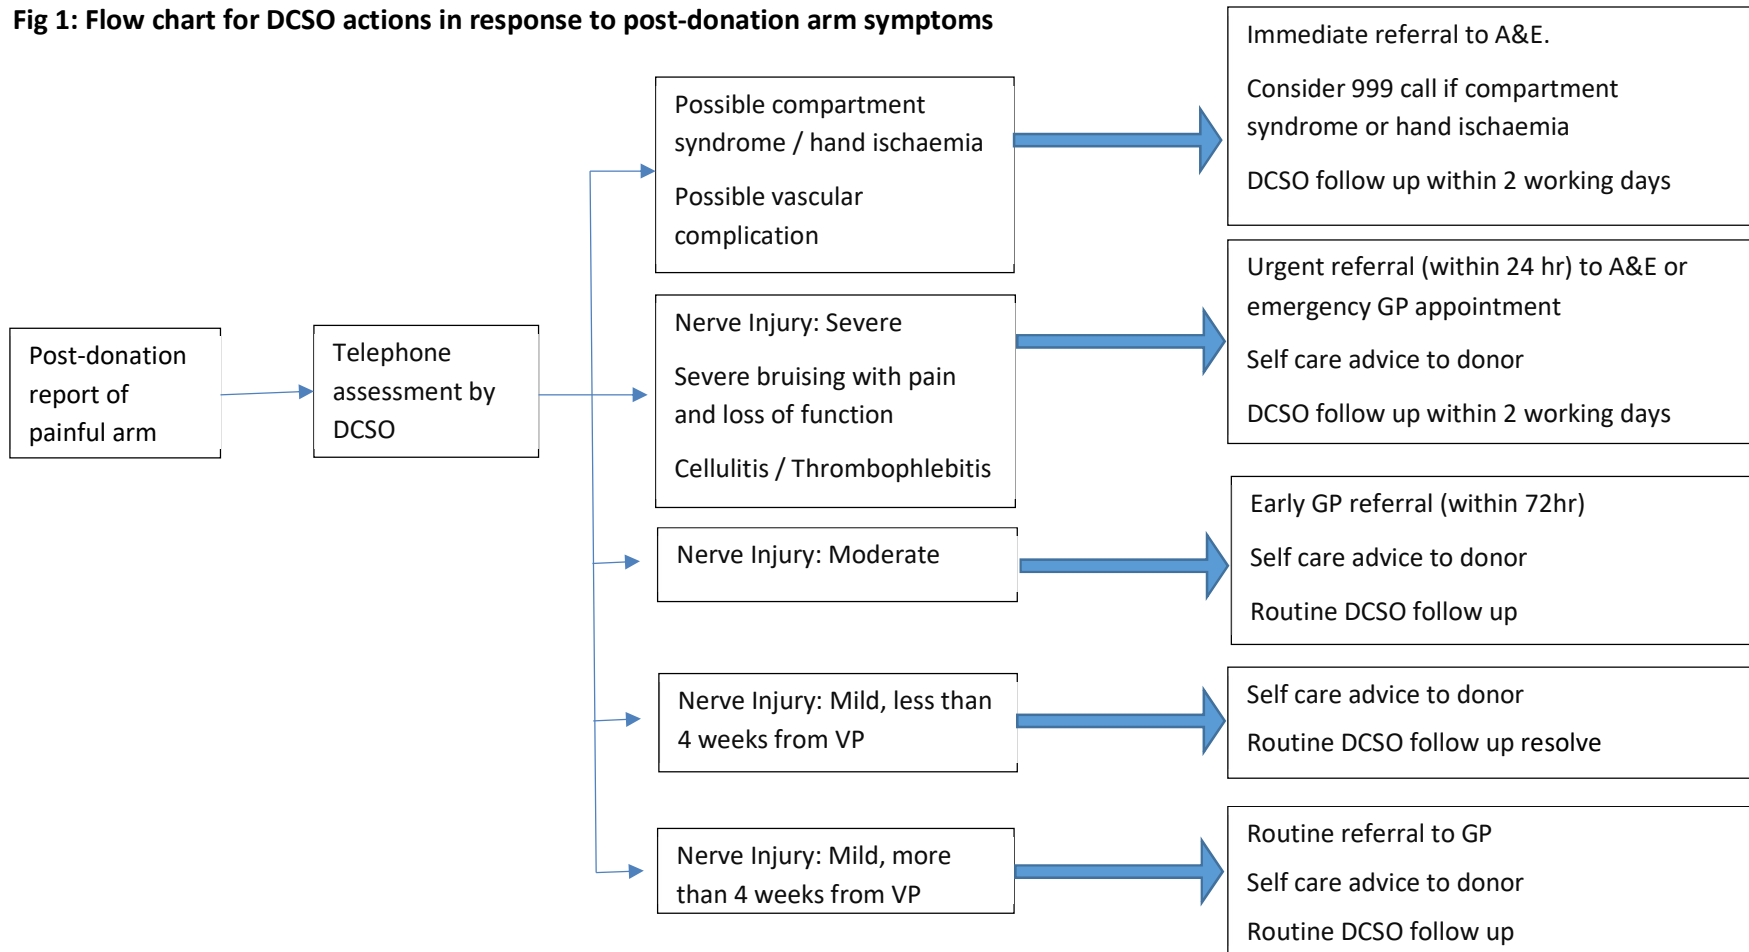 Fig 1: Flow chart for DCSO actions in response to post-donation arm symptoms
Post-donation
report of
painful arm
Telephone
assessment by
DCSO
Possible compartment
syndrome / hand ischaemia
Possible vascular
complication
Immediate referral to A&E.
Consider 999 call if compartment
syndrome or hand ischaemia
DCSO follow up within 2 working days
Nerve Injury: Severe
Severe bruising with pain
and loss of function
Cellulitis / Thrombophlebitis
Urgent referral (within 24 hr) to A&E or
emergency GP appointment
Self care advice to donor
DCSO follow up within 2 working days
Nerve Injury: Moderate
Early GP referral (within 72hr)
Self care advice to donor
Routine DCSO follow up
Nerve Injury: Mild, less than
4 weeks from VP
Self care advice to donor
Routine DCSO follow up resolve
Nerve Injury: Mild, more
than 4 weeks from VP
Routine referral to GP
Self care advice to donor
Routine DCSO follow up